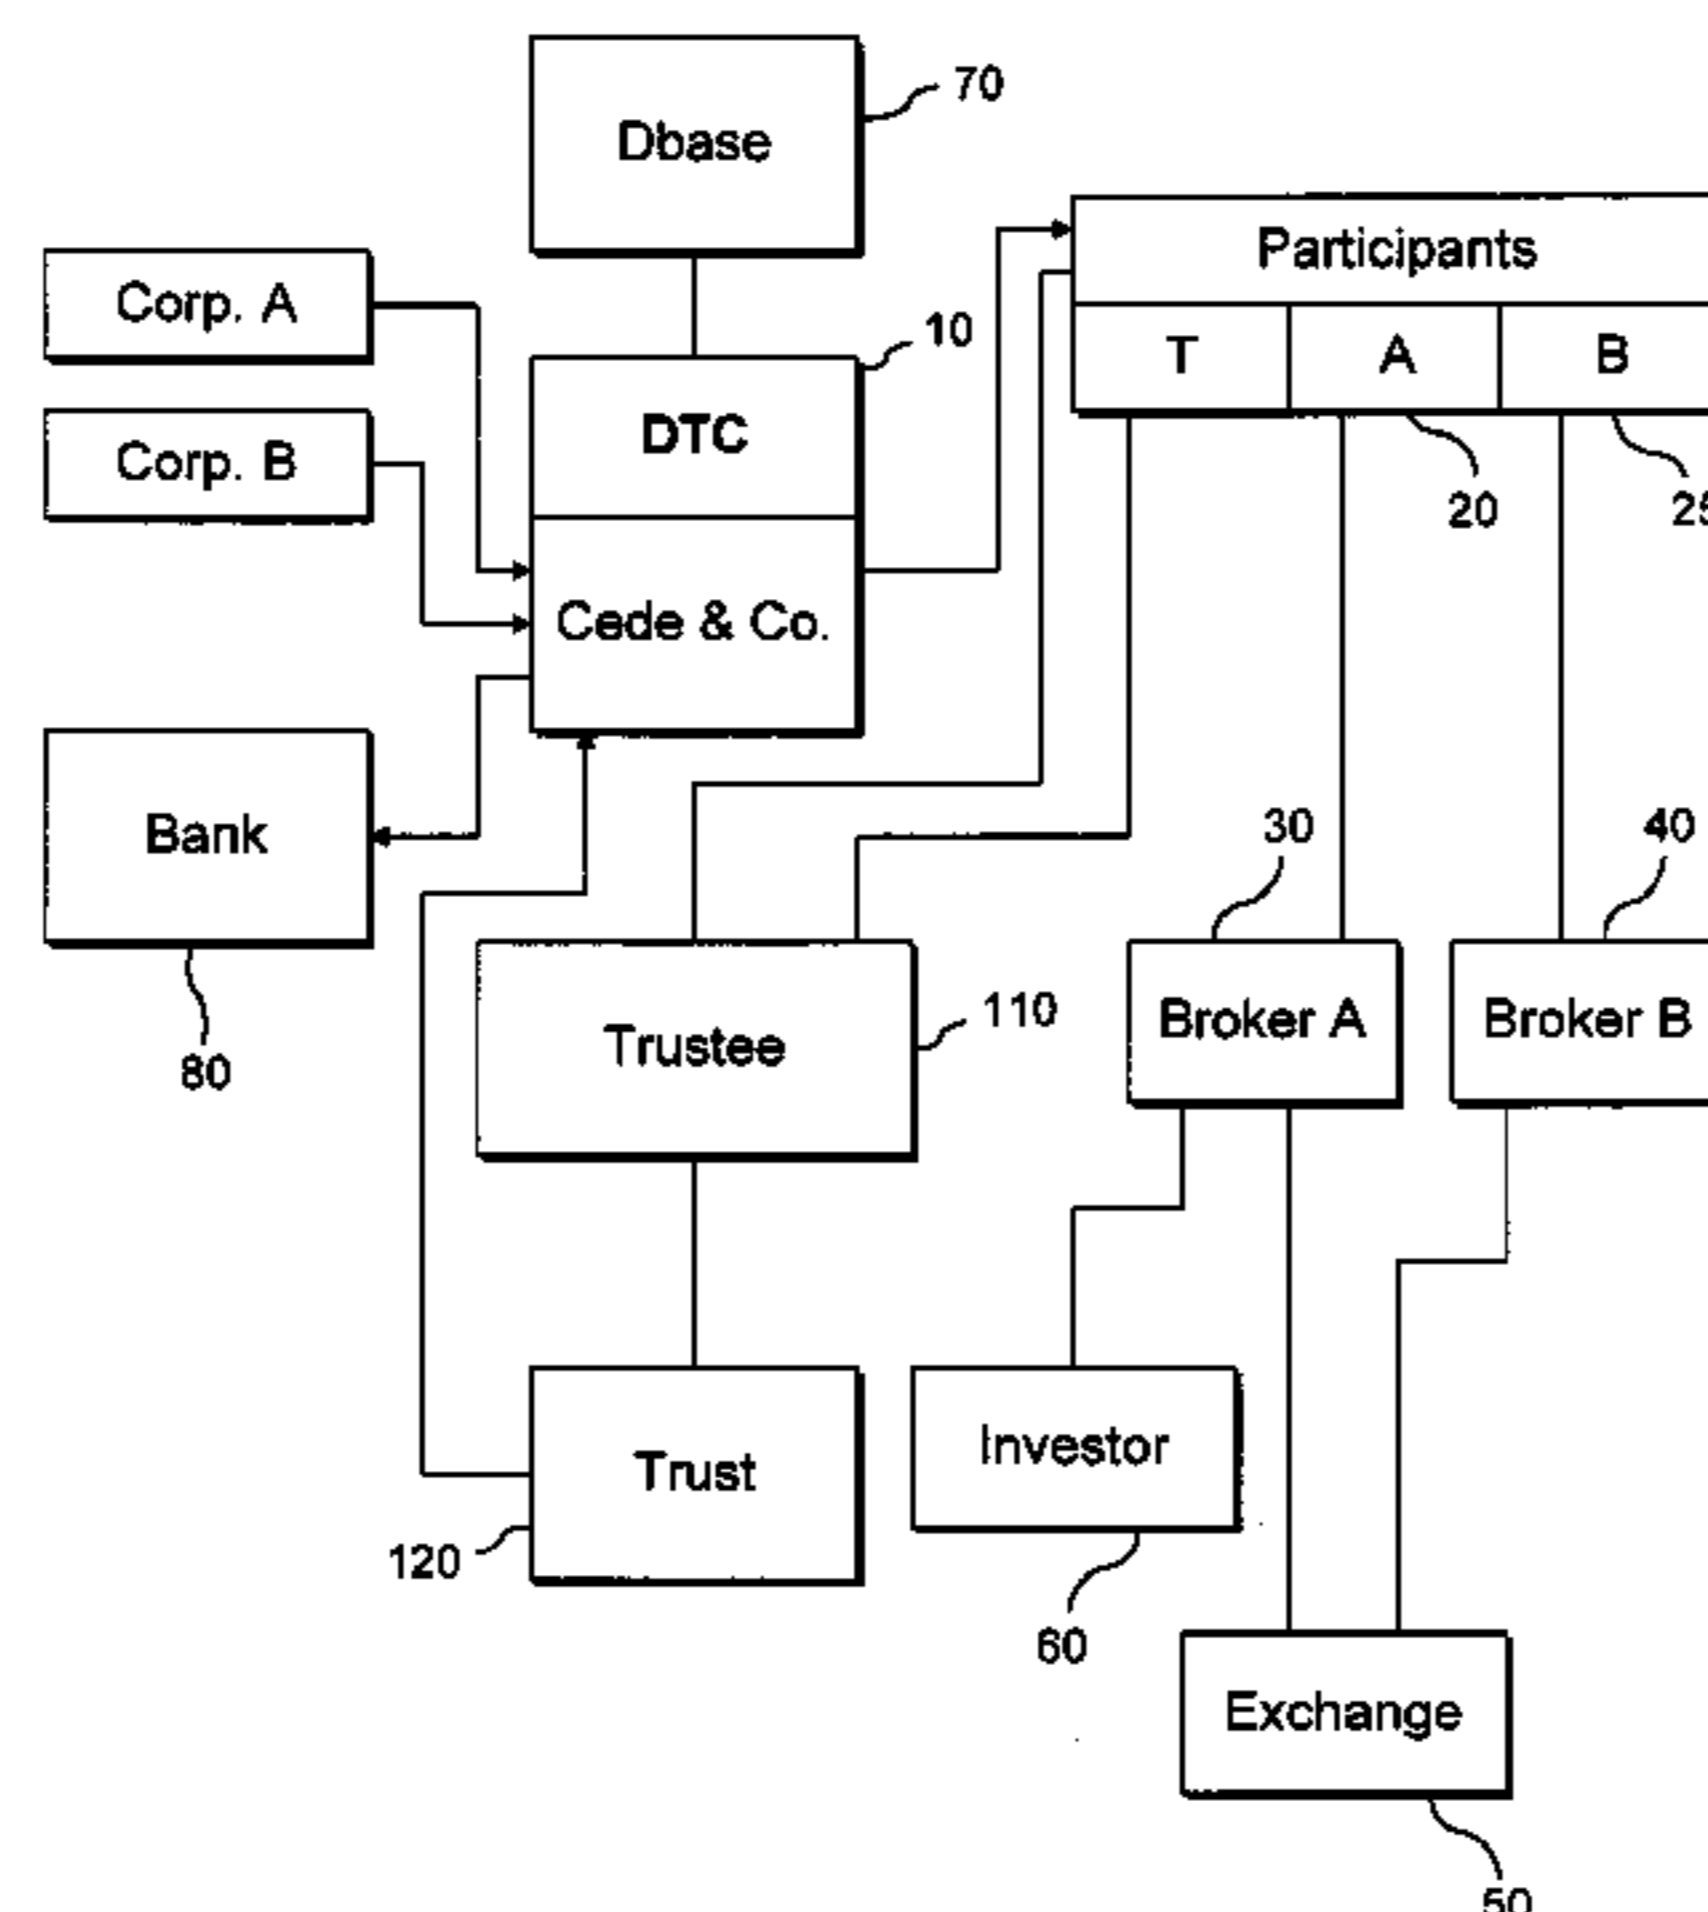 Dbase
70
Participants
Corp. A
10
T
A
B
DTC
Corp. B
20
Cede & Co.
Bank
30
40
Trustee
110
Broker A
Broker B
80
Investor
Trust
120
60
Exchange
50